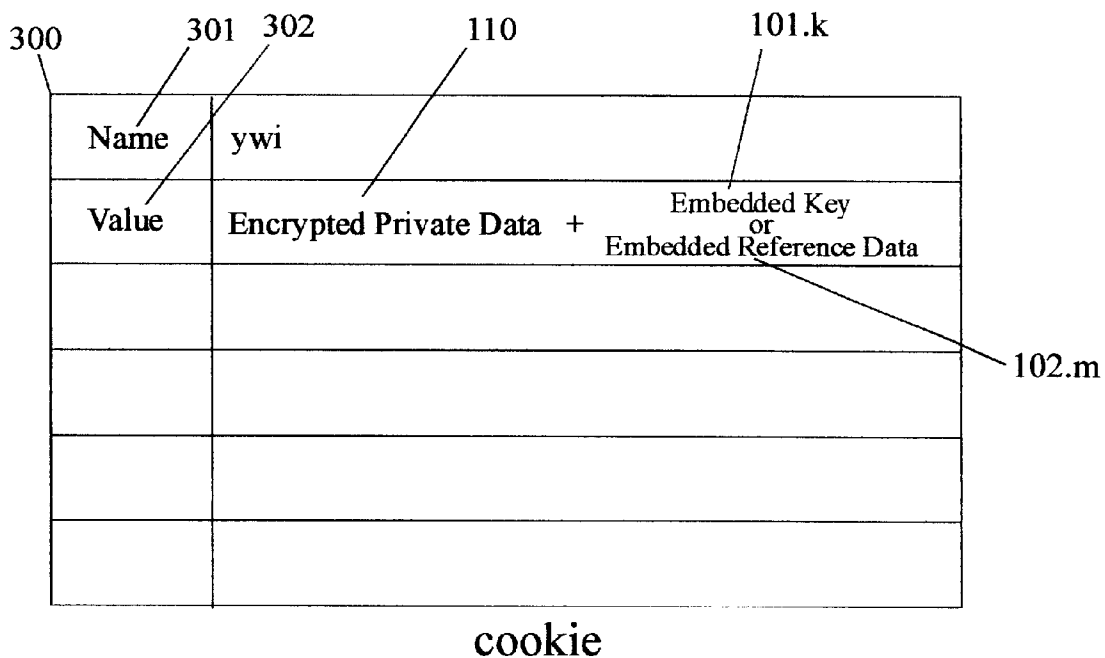 300 301 302 110 101.k
Name ywi
Value Encrypted Private Data + Embedded Key
or
Embedded Reference Data
102.m
cookie